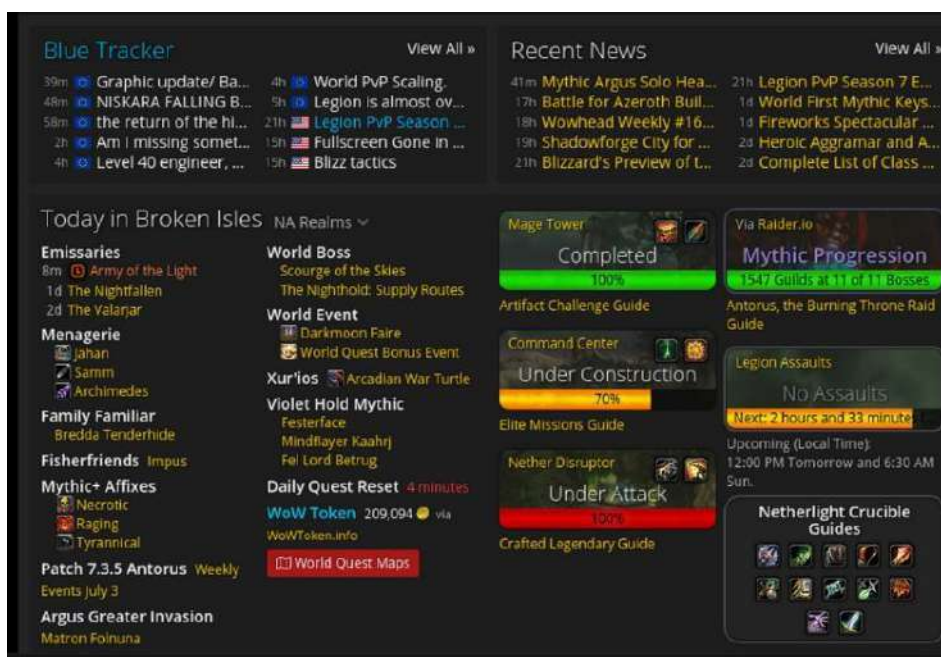 Blue Tracker
View All »
39m Graphic update/ Ba...
48m NISKARA FALLING B...
58m the return of the hi...
2h Am I missing somet...
4h Level 40 engineer, ...
4h World PvP Scaling.
5h Legion is almost ov...
21h Legion PvP Season ...
15h Fullscreen Gone in ...
15h Blizz tactics
Recent News
View All »
41m Mythic Argus Solo Hea...
17h Battle for Azeroth Buil...
18h Wowhead Weekly #16...
19h Shadowforge City for ...
21h Blizzard's Preview of t...
21h Legion PvP Season 7 E...
1d World First Mythic Keys...
1d Fireworks Spectacular ...
2d Heroic Aggramar and A...
2d Complete List of Class ...
Today in Broken Isles NA Realms
Emissaries
8m Army of the Light
1d The Nightfallen
2d The Valarjar
Menagerie
Jahan
Samm
Archimedes
Family Familiar
Bredda Tenderhide
Fisherfriends Impus
Mythic+ Affixes
Necrotic
Raging
Tyrannical
Patch 7.3.5 Antorus Weekly
Events July 3
Argus Greater Invasion
Matron Folnuna
World Boss
Scourge of the Skies
The Nighthold: Supply Routes
World Event
Darkmoon Faire
World Quest Bonus Event
Xur'ios Arcadian War Turtle
Violet Hold Mythic
Festerface
Mindflayer Kaahrj
Fel Lord Betrug
Daily Quest Reset 4 minutes
WoW Token 209,094 via
WoWToken.info
World Quest Maps
Mage Tower
Completed
100%
Artifact Challenge Guide
Command Center
Under Construction
70%
Elite Missions Guide
Nether Disruptor
Under Attack
100%
Crafted Legendary Guide
Via Raider.io
Mythic Progression
1547 Guilds at 11 of 11 Bosses
Antorus, the Burning Throne Raid
Guide
Legion Assaults
No Assaults
Next: 2 hours and 33 minutes
Upcoming (Local Time):
12:00 PM Tomorrow and 6:30 AM
Sun.
Netherlight Crucible
Guides